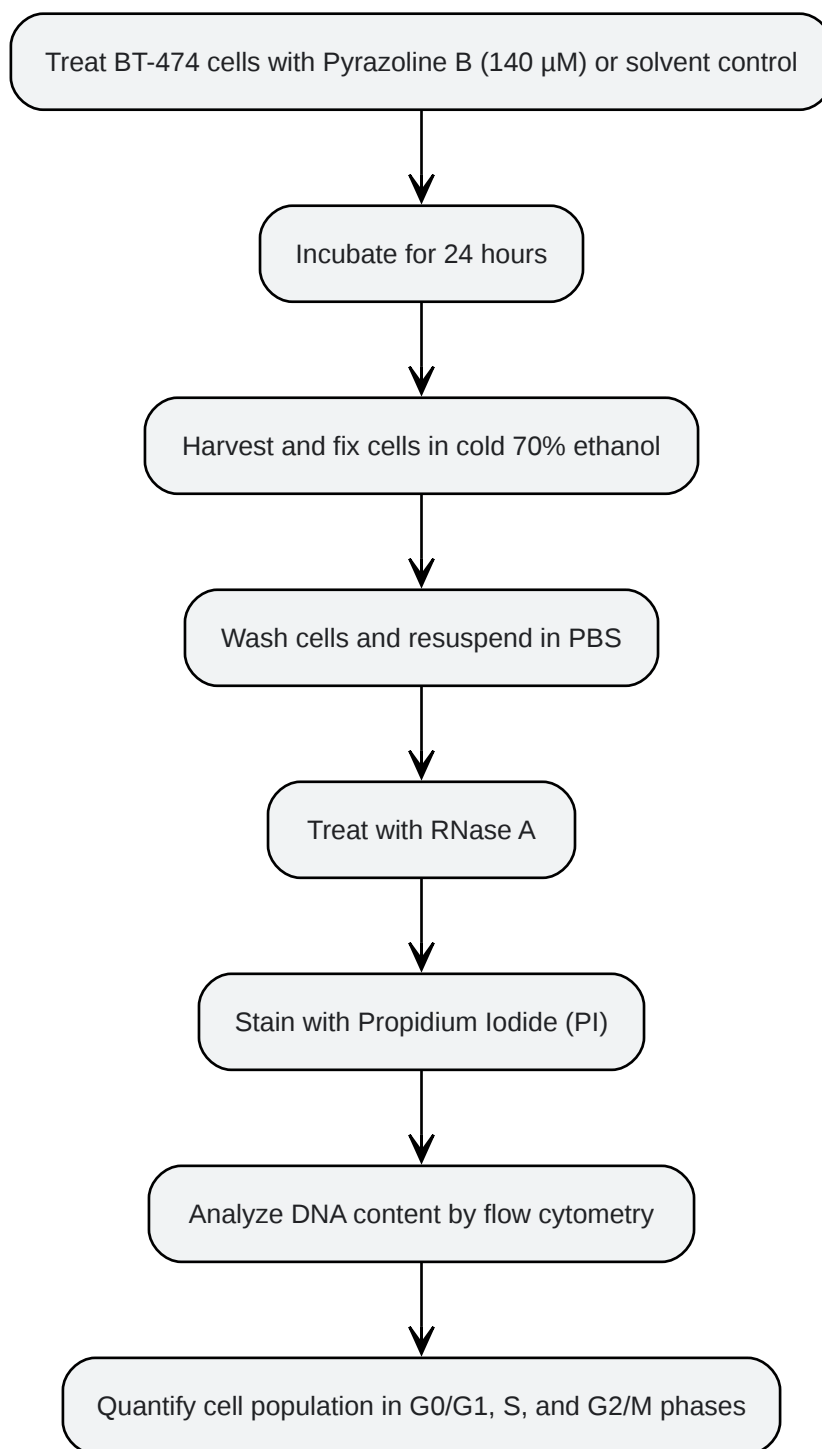 Treat BT-474 cells with Pyrazoline B (140 µM) or solvent control
Incubate for 24 hours
Harvest and fix cells in cold 70% ethanol
Wash cells and resuspend in PBS
Treat with RNase A
Stain with Propidium Iodide (PI)
Analyze DNA content by flow cytometry
Quantify cell population in G0/G1, S, and G2/M phases